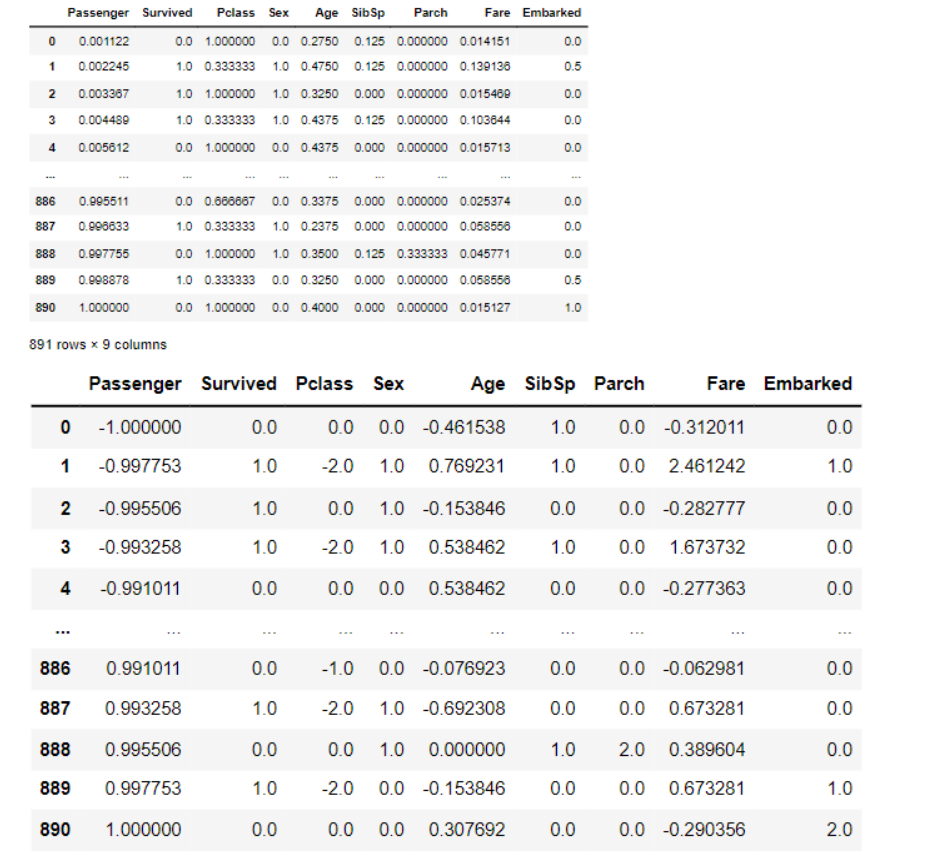 Passenger Survived Pclass Sex Age SibSp Parch Fare Embarked
0 0.001122 0.0 1.000000 0.0 0.2750 0.125 0.000000 0.014151 0.0
1 0.002245 1.0 0.333333 1.0 0.4750 0.125 0.000000 0.139136 0.5
2 0.003367 1.0 1.000000 1.0 0.3250 0.000 0.000000 0.015469 0.0
3 0.004489 1.0 0.333333 1.0 0.4375 0.125 0.000000 0.103644 0.0
4 0.005612 0.0 1.000000 0.0 0.4375 0.000 0.000000 0.015713 0.0
... ... ... ... ... ... ... ... ... ...
886 0.995511 0.0 0.666667 0.0 0.3375 0.000 0.000000 0.025374 0.0
887 0.996633 1.0 0.333333 1.0 0.2375 0.000 0.000000 0.058556 0.0
888 0.997755 0.0 1.000000 1.0 0.3500 0.125 0.333333 0.045771 0.0
889 0.998878 1.0 0.333333 0.0 0.3250 0.000 0.000000 0.058556 0.5
890 1.000000 0.0 1.000000 0.0 0.4000 0.000 0.000000 0.015127 1.0
891 rows × 9 columns
Passenger Survived Pclass Sex Age SibSp Parch Fare Embarked
0 -1.000000 0.0 0.0 0.0 -0.461538 1.0 0.0 -0.312011 0.0
1 -0.997753 1.0 -2.0 1.0 0.769231 1.0 0.0 2.461242 1.0
2 -0.995506 1.0 0.0 1.0 -0.153846 0.0 0.0 -0.282777 0.0
3 -0.993258 1.0 -2.0 1.0 0.538462 1.0 0.0 1.673732 0.0
4 -0.991011 0.0 0.0 0.0 0.538462 0.0 0.0 -0.277363 0.0
... ... ... ... ... ... ... ... ... ...
886 0.991011 0.0 -1.0 0.0 -0.076923 0.0 0.0 -0.062981 0.0
887 0.993258 1.0 -2.0 1.0 -0.692308 0.0 0.0 0.673281 0.0
888 0.995506 0.0 0.0 1.0 0.000000 1.0 2.0 0.389604 0.0
889 0.997753 1.0 -2.0 0.0 -0.153846 0.0 0.0 0.673281 1.0
890 1.000000 0.0 0.0 0.0 0.307692 0.0 0.0 -0.290356 2.0